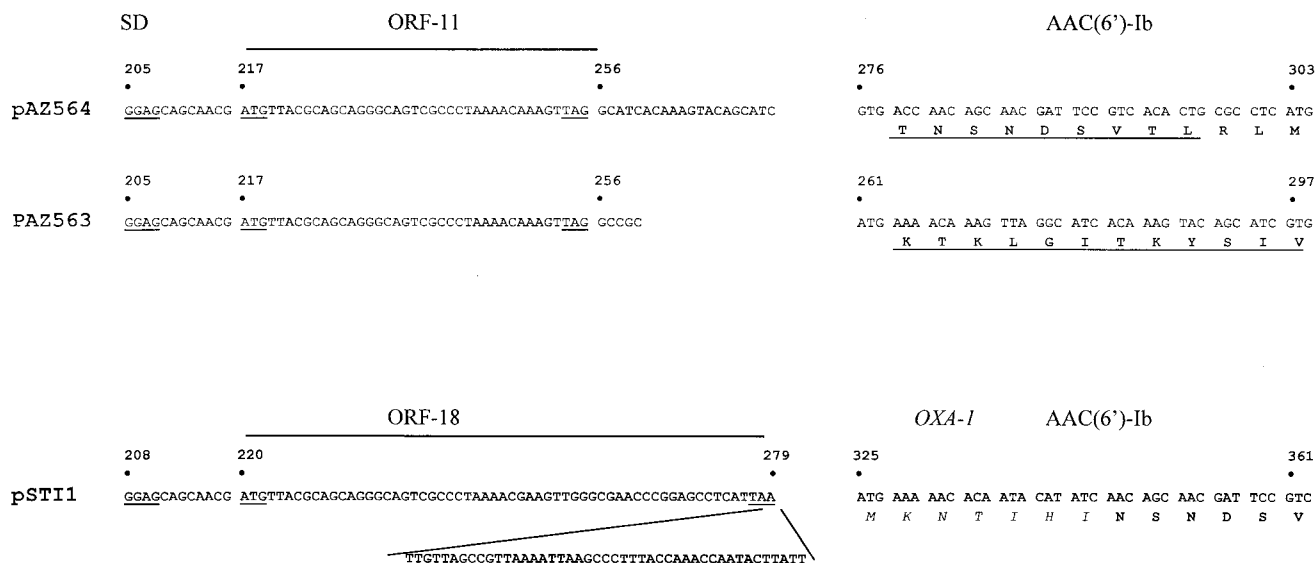 SD ORF-11 AAC(6')-Ib
205 217 256 276 303
pAZ564 GGAGCAGCAACG ATGTTACGCAGCAGGGCAGTCGCCCTAAAACAAAGTTAG GCATCACAAAGTACAGCATC GTG ACC AAC AGC AAC GAT TCC GTC ACA CTG CGC CTC ATG
T N S N D S V T L R L M
205 217 256 261 297
PAZ563 GGAGCAGCAACG ATGTTACGCAGCAGGGCAGTCGCCCTAAAACAAAGTTAG GCCGC ATG AAA ACA AAG TTA GGC ATC ACA AAG TAC AGC ATC GTG
K T K L G I T K Y S I V
ORF-18 OXA-1 AAC(6')-Ib
208 220 279 325 361
pSTI1 GGAGCAGCAACG ATGTTACGCAGCAGGGCAGTCGCCCTAAAACGAAGTTGGGCGAACCCGGAGCCTCATTAA ATG AAA AAC ACA ATA CAT ATC AAC AGC AAC GAT TCC GTC
M K N T I H I N S N D S V
TTGTTAGCCGTTAAAATTAAGCCCTTTACCAAACCAATACTTATT